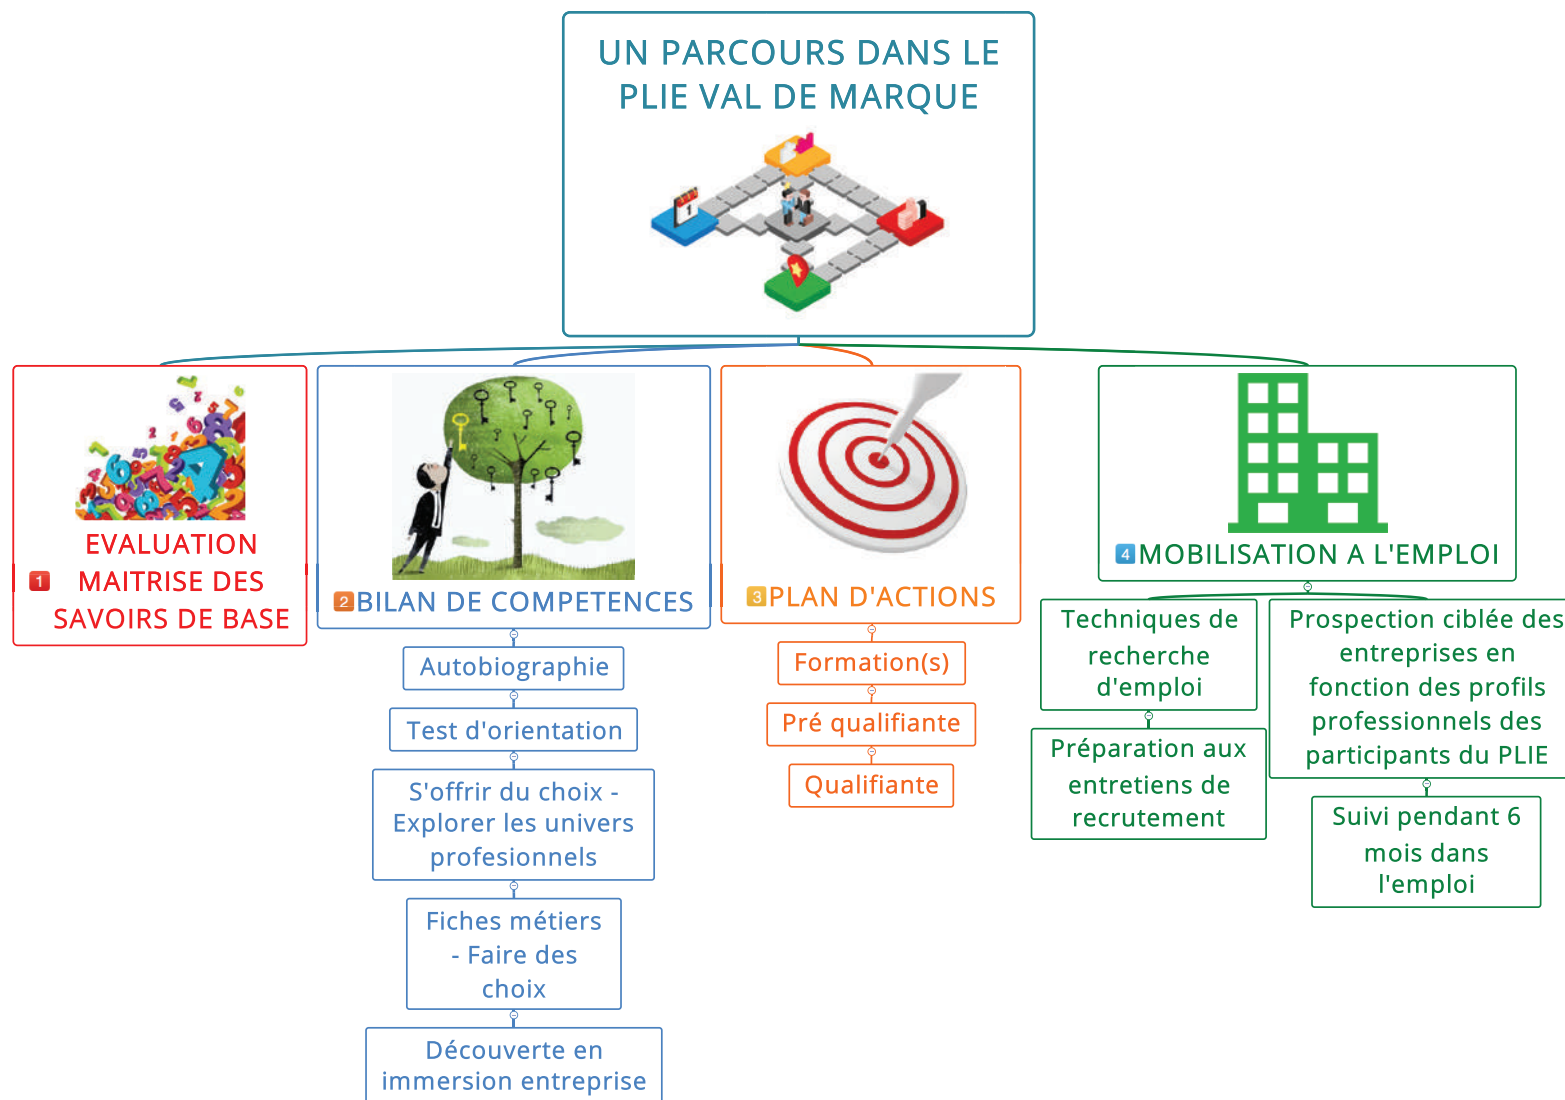 UN PARCOURS DANS LE
PLIE VAL DE MARQUE
1
EVALUATION
1
MAITRISE DES
SAVOIRS DE BASE
2 BILAN DE COMPETENCES
Autobiographie
Test d'orientation
S'offrir du choix -
Explorer les univers
profesionnels
Fiches métiers
- Faire des
choix
Découverte en
immersion entreprise
3 PLAN D'ACTIONS
Formation(s)
Pré qualifiante
Qualifiante
4 MOBILISATION A L'EMPLOI
Techniques de
recherche
d'emploi
Préparation aux
entretiens de
recrutement
Prospection ciblée des
entreprises en
fonction des profils
professionnels des
participants du PLIE
Suivi pendant 6
mois dans
l'emploi